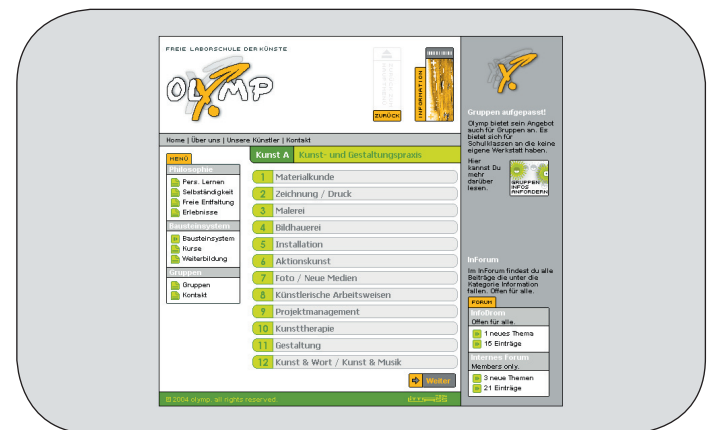 FREIE LABORSCHULE DER KÜNSTE
OLYMP
ZURÜCK
INFORMATION
Home | Über uns | Unsere Künstler | Kontakt
MENÜ
Philosophie
Pers. Lernen
Selbständigkeit
Freie Entfaltung
Erlebnisse
Bausteinsystem
Bausteinsystem
Kurse
Weiterbildung
Gruppen
Gruppen
Kontakt
Kunst A Kunst- und Gestaltungspraxis
1 Materialkunde
2 Zeichnung / Druck
3 Malerei
4 Bildhauerei
5 Installation
6 Aktionskunst
7 Foto / Neue Medien
8 Künstlerische Arbeitsweisen
9 Projektmanagement
10 Kunsttherapie
11 Gestaltung
12 Kunst & Wort / Kunst & Musik
Weiter
© 2004 olymp. all rights reserved.
Gruppen aufgepasst!
Olymp bietet sein Angebot
auch für Gruppen an. Es
bietet sich für
Schulklassen an die keine
eigene Werkstatt haben.
Hier
kannst Du
mehr
darüber
lesen.
GRUPPEN
INFOS
ANFORDERN
InForum
Im InForum findest du alle
Beiträge die unter die
Kategorie Information
fallen. Offen für alle.
FORUM
InfoDrom
Offen für alle.
1 neues Thema
15 Einträge
Internes Forum
Members only.
3 neue Themen
21 Einträge